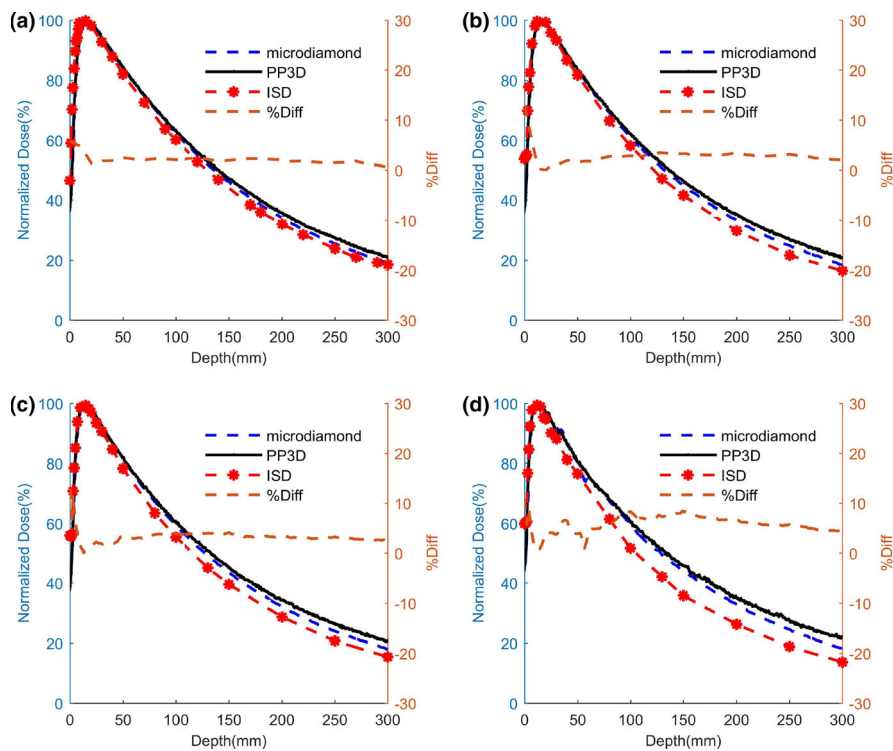 (a)
100
80
60
40
20
0
Normalized Dose(%)
30
20
10
0
-10
-20
-30
%Diff
microdiamond
PP3D
ISD
%Diff
0 50 100 150 200 250 300
Depth(mm)
(b)
100
80
60
40
20
0
Normalized Dose(%)
30
20
10
0
-10
-20
-30
%Diff
microdiamond
PP3D
ISD
%Diff
0 50 100 150 200 250 300
Depth(mm)
(c)
100
80
60
40
20
0
Normalized Dose(%)
30
20
10
0
-10
-20
-30
%Diff
microdiamond
PP3D
ISD
%Diff
0 50 100 150 200 250 300
Depth(mm)
(d)
100
80
60
40
20
0
Normalized Dose(%)
30
20
10
0
-10
-20
-30
%Diff
microdiamond
PP3D
ISD
%Diff
0 50 100 150 200 250 300
Depth(mm)